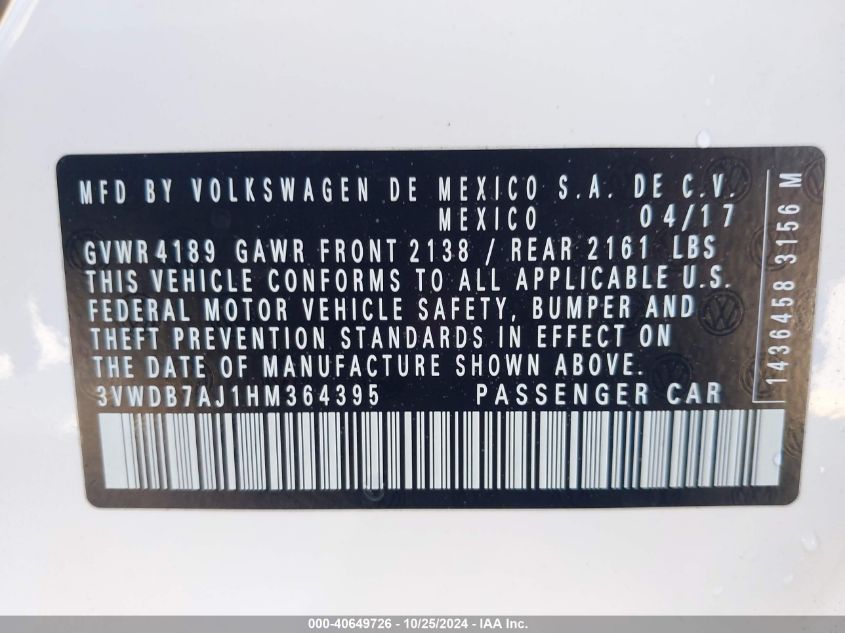 MFD BY VOLKSWAGEN DE MEXICO S.A. DE C.V.
MEXICO 04/17
GVWR 4189 GAWR FRONT 2138 / REAR 2161 LBS
THIS VEHICLE CONFORMS TO ALL APPLICABLE U.S.
FEDERAL MOTOR VEHICLE SAFETY, BUMPER AND
THEFT PREVENTION STANDARDS IN EFFECT ON
THE DATE OF MANUFACTURE SHOWN ABOVE.
3VWDB7AJ1HM364395 PASSENGER CAR
1436458 3156 M
000-40649726 - 10/25/2024 - IAA Inc.